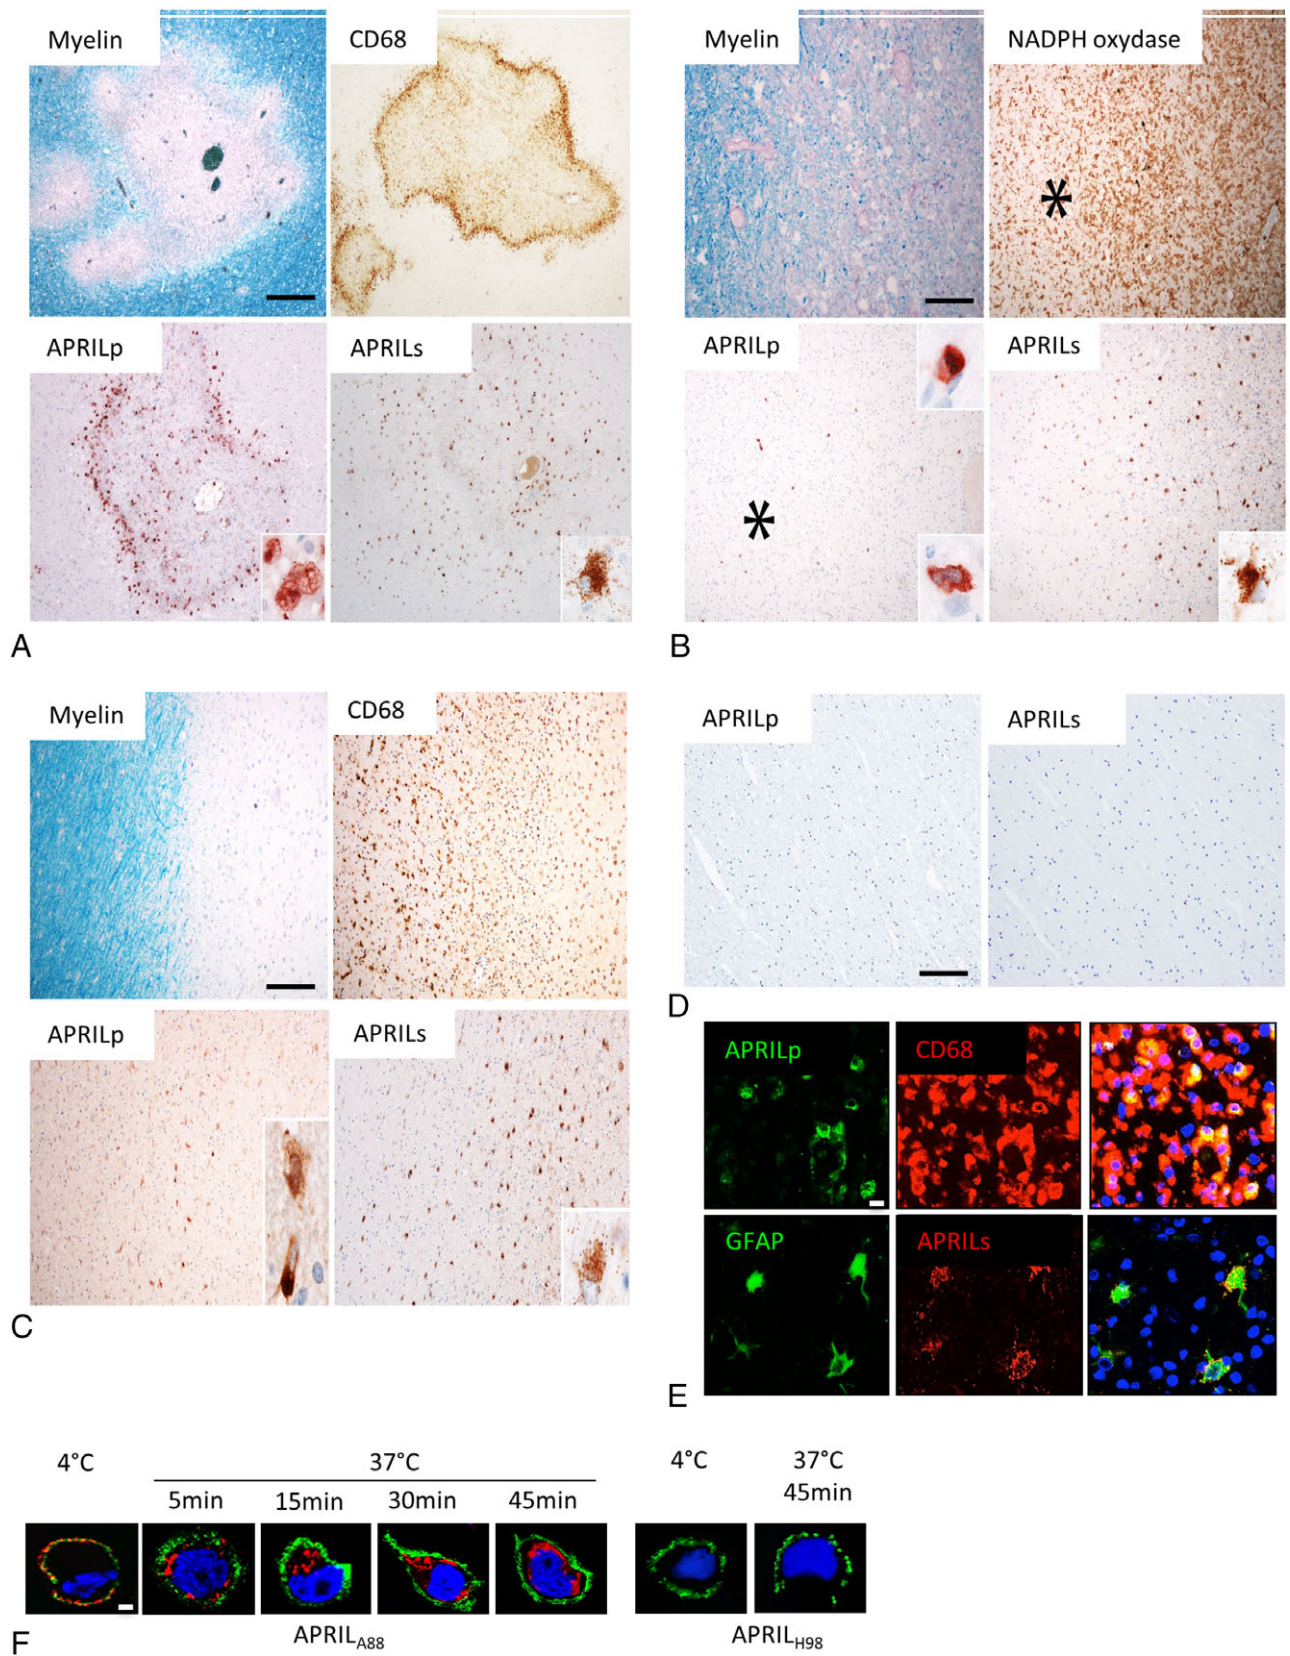 Myelin
CD68
APRILp
APRILs
A
Myelin
NADPH oxydase
*
APRILp
APRILs
*
B
Myelin
CD68
APRILp
APRILs
C
APRILp
APRILs
D
APRILp
CD68
GFAP
APRILs
E
4°C
37°C
5min
15min
30min
45min
APRILA88
4°C
37°C
45min
APRILH98
F